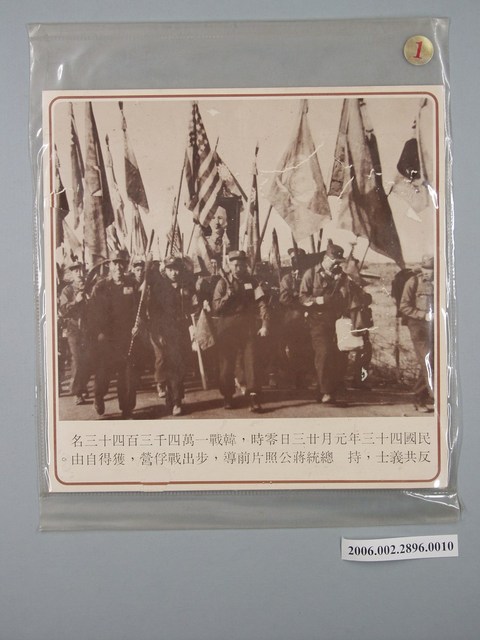 1
民國四十三年元月廿三日零時，韓戰一萬四千三百四十三名
反共義士，持　總統蔣公照片前導，步出戰俘營，獲得自由
2006.002.2896.0010